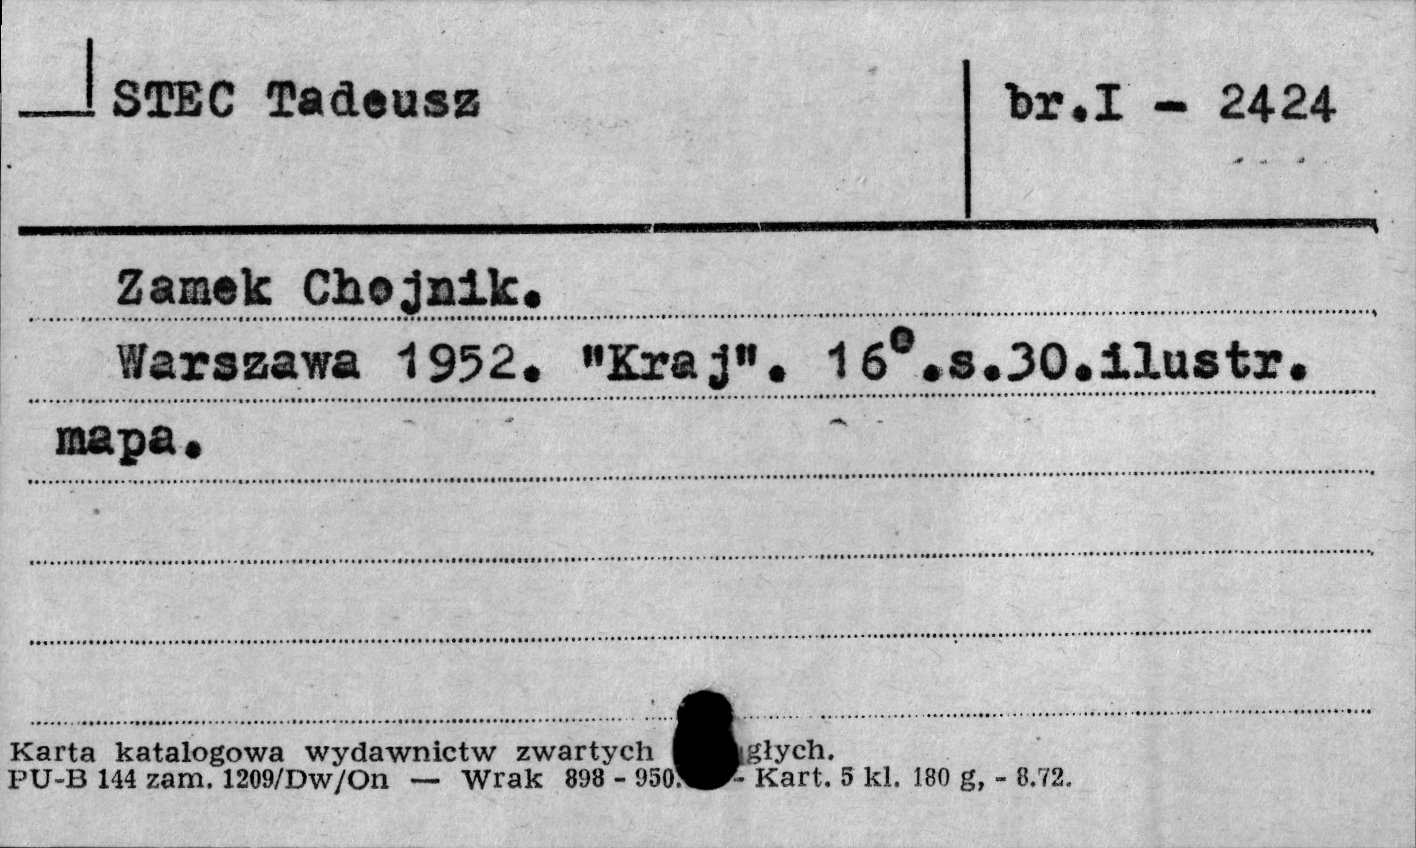 STEC Tadeusz
br.I - 2424
Zamek Chojnik.
Warszawa 1952. "Kraj". 16°.s.30.ilustr.
mapa.
Karta katalogowa wydawnictw zwartych głych.
PU-B 144 zam. 1209/Dw/On — Wrak 898 - 950. - Kart. 5 kl. 180 g, - 8.72.